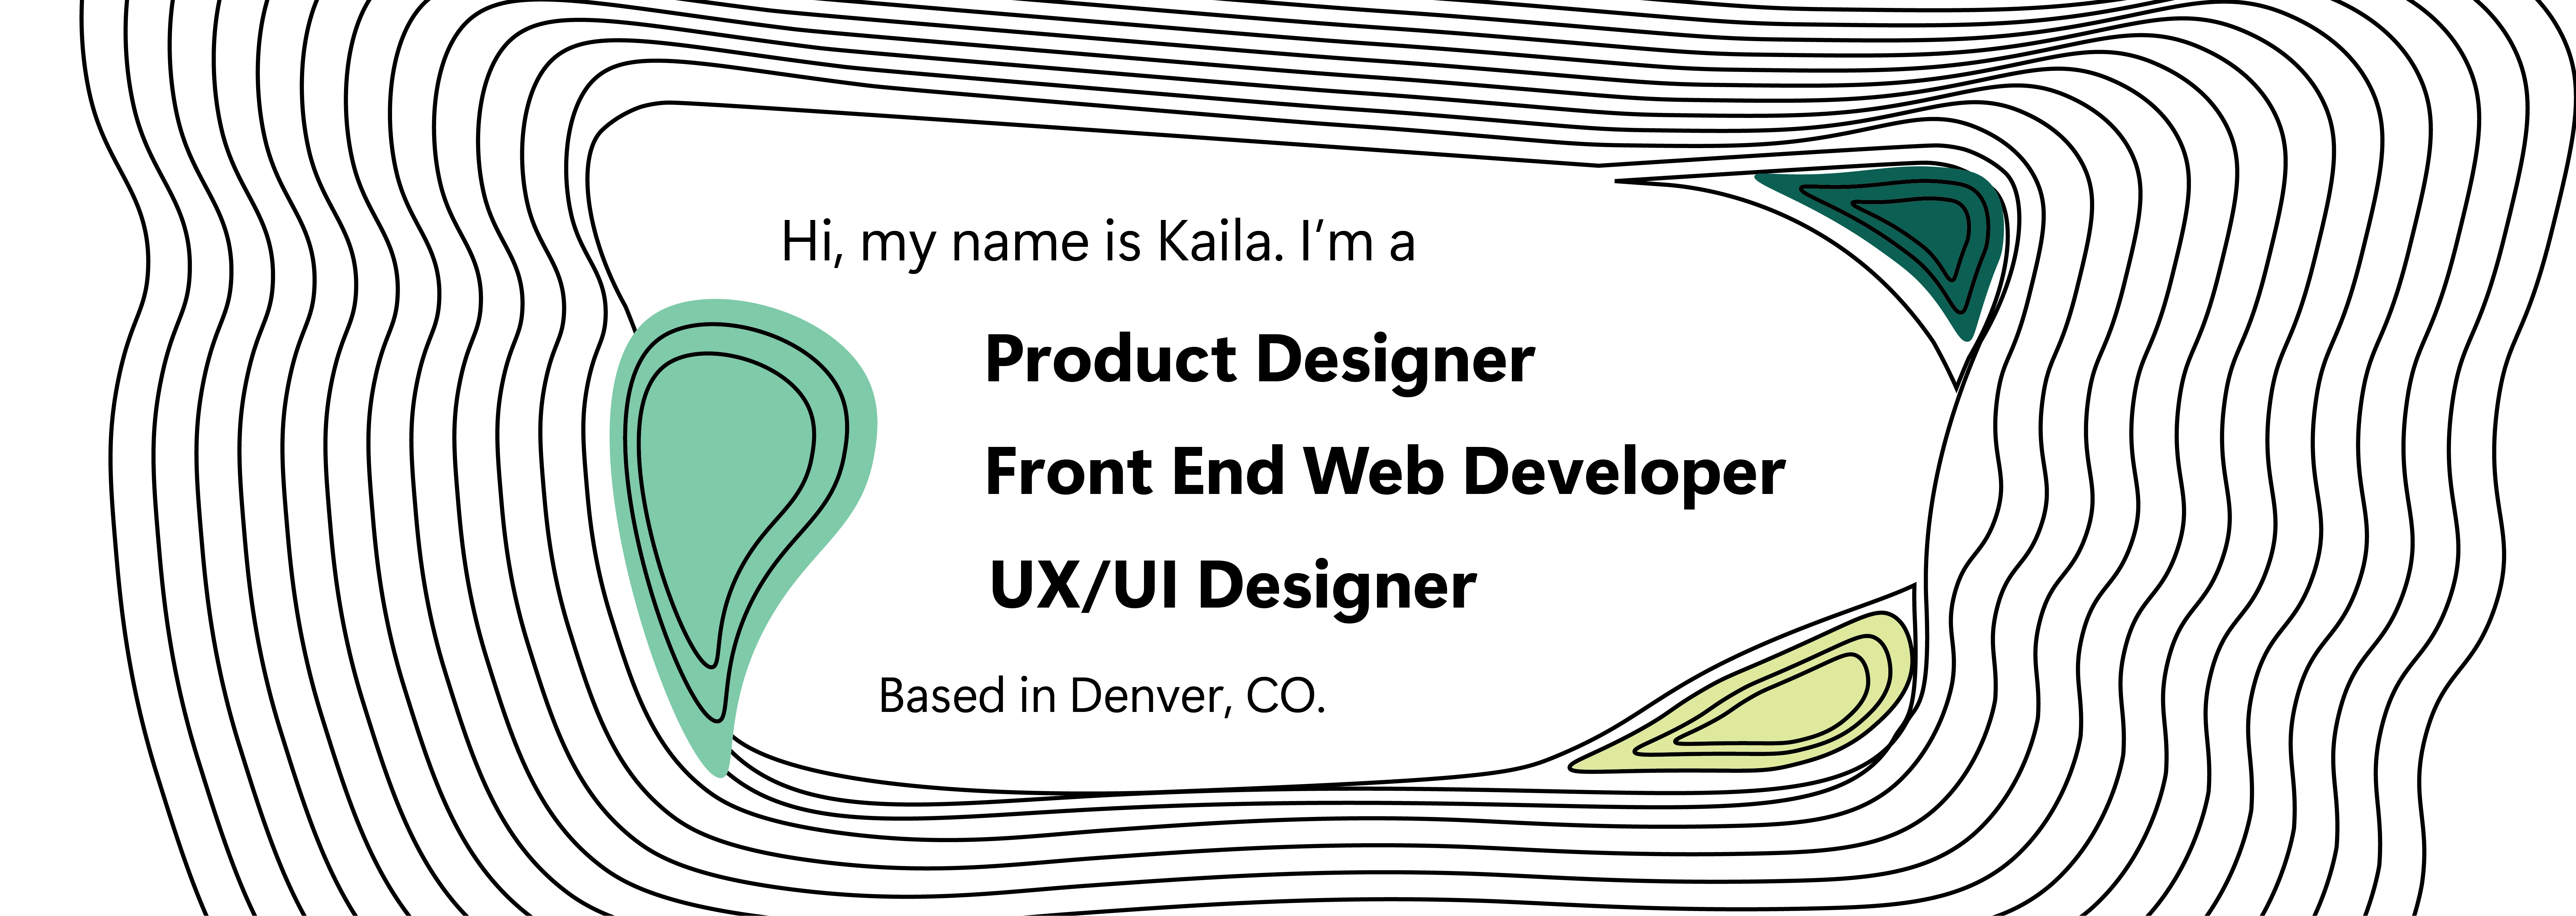 Hi, my name is Kaila. I’m a
Product Designer
Front End Web Developer
UX/UI Designer
Based in Denver, CO.